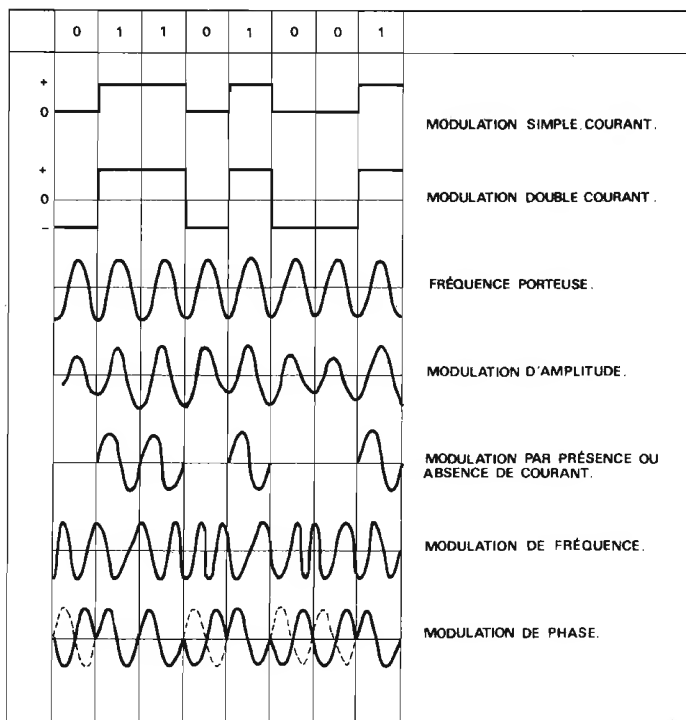 0 1 1 0 1 0 0 1
+
0
MODULATION SIMPLE COURANT.
+
0
MODULATION DOUBLE COURANT.
-
FRÉQUENCE PORTEUSE.
MODULATION D'AMPLITUDE.
MODULATION PAR PRÉSENCE OU
ABSENCE DE COURANT.
MODULATION DE FRÉQUENCE.
MODULATION DE PHASE.